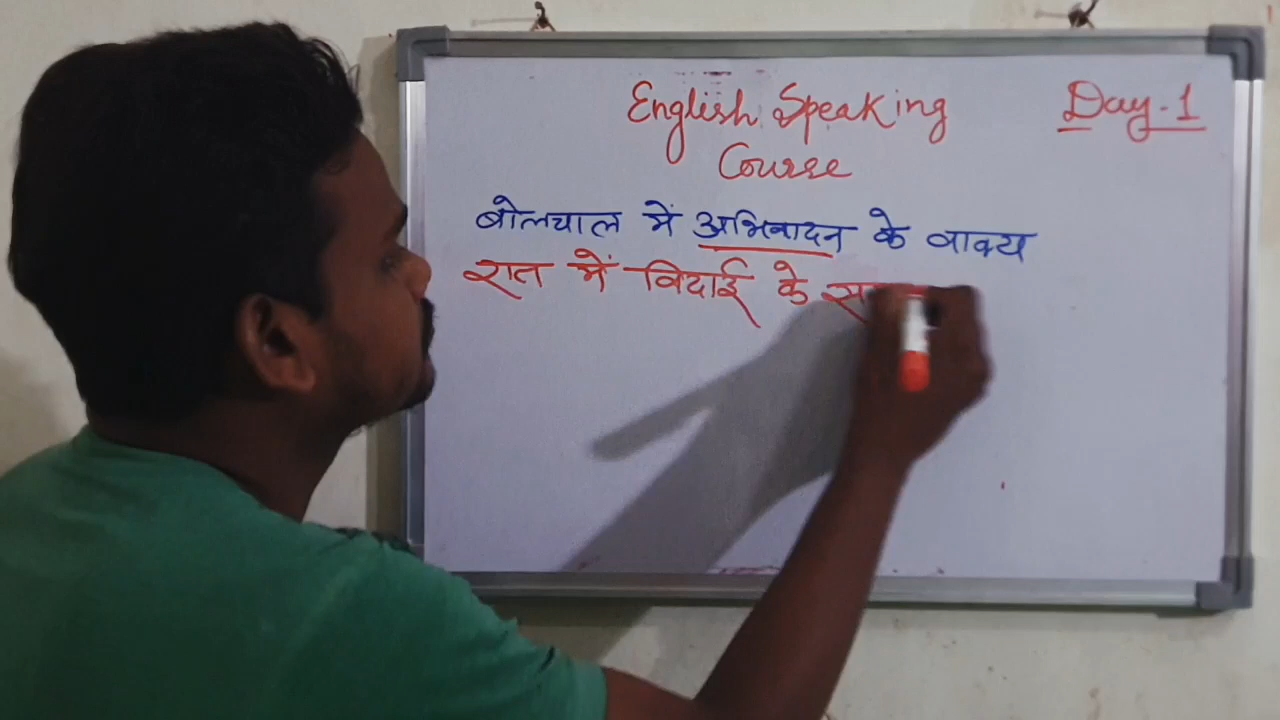 English Speaking
Course
Day-1
बोलचाल में अभिवादन के वाक्य
रात में विदाई के